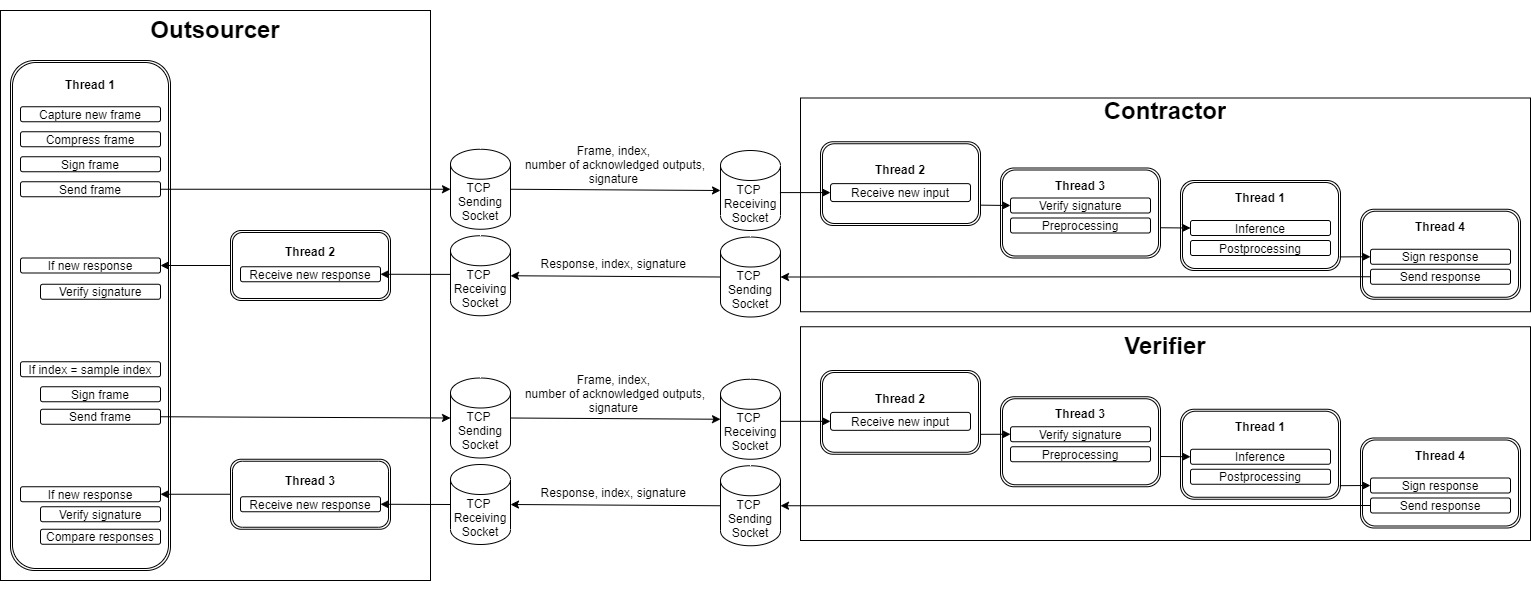 Outsourcer
Thread 1
Capture new frame
Compress frame
Sign frame
Send frame
If new response
Verify signature
If index = sample index
Sign frame
Send frame
If new response
Verify signature
Compare responses
Thread 2
Receive new response
Thread 3
Receive new response
TCP
Sending
Socket
Frame, index,
number of acknowledged outputs,
signature
TCP
Receiving
Socket
TCP
Receiving
Socket
Response, index, signature
TCP
Sending
Socket
TCP
Sending
Socket
Frame, index,
number of acknowledged outputs,
signature
TCP
Receiving
Socket
TCP
Receiving
Socket
Response, index, signature
TCP
Sending
Socket
Contractor
Thread 2
Receive new input
Thread 3
Verify signature
Preprocessing
Thread 1
Inference
Postprocessing
Thread 4
Sign response
Send response
Verifier
Thread 2
Receive new input
Thread 3
Verify signature
Preprocessing
Thread 1
Inference
Postprocessing
Thread 4
Sign response
Send response